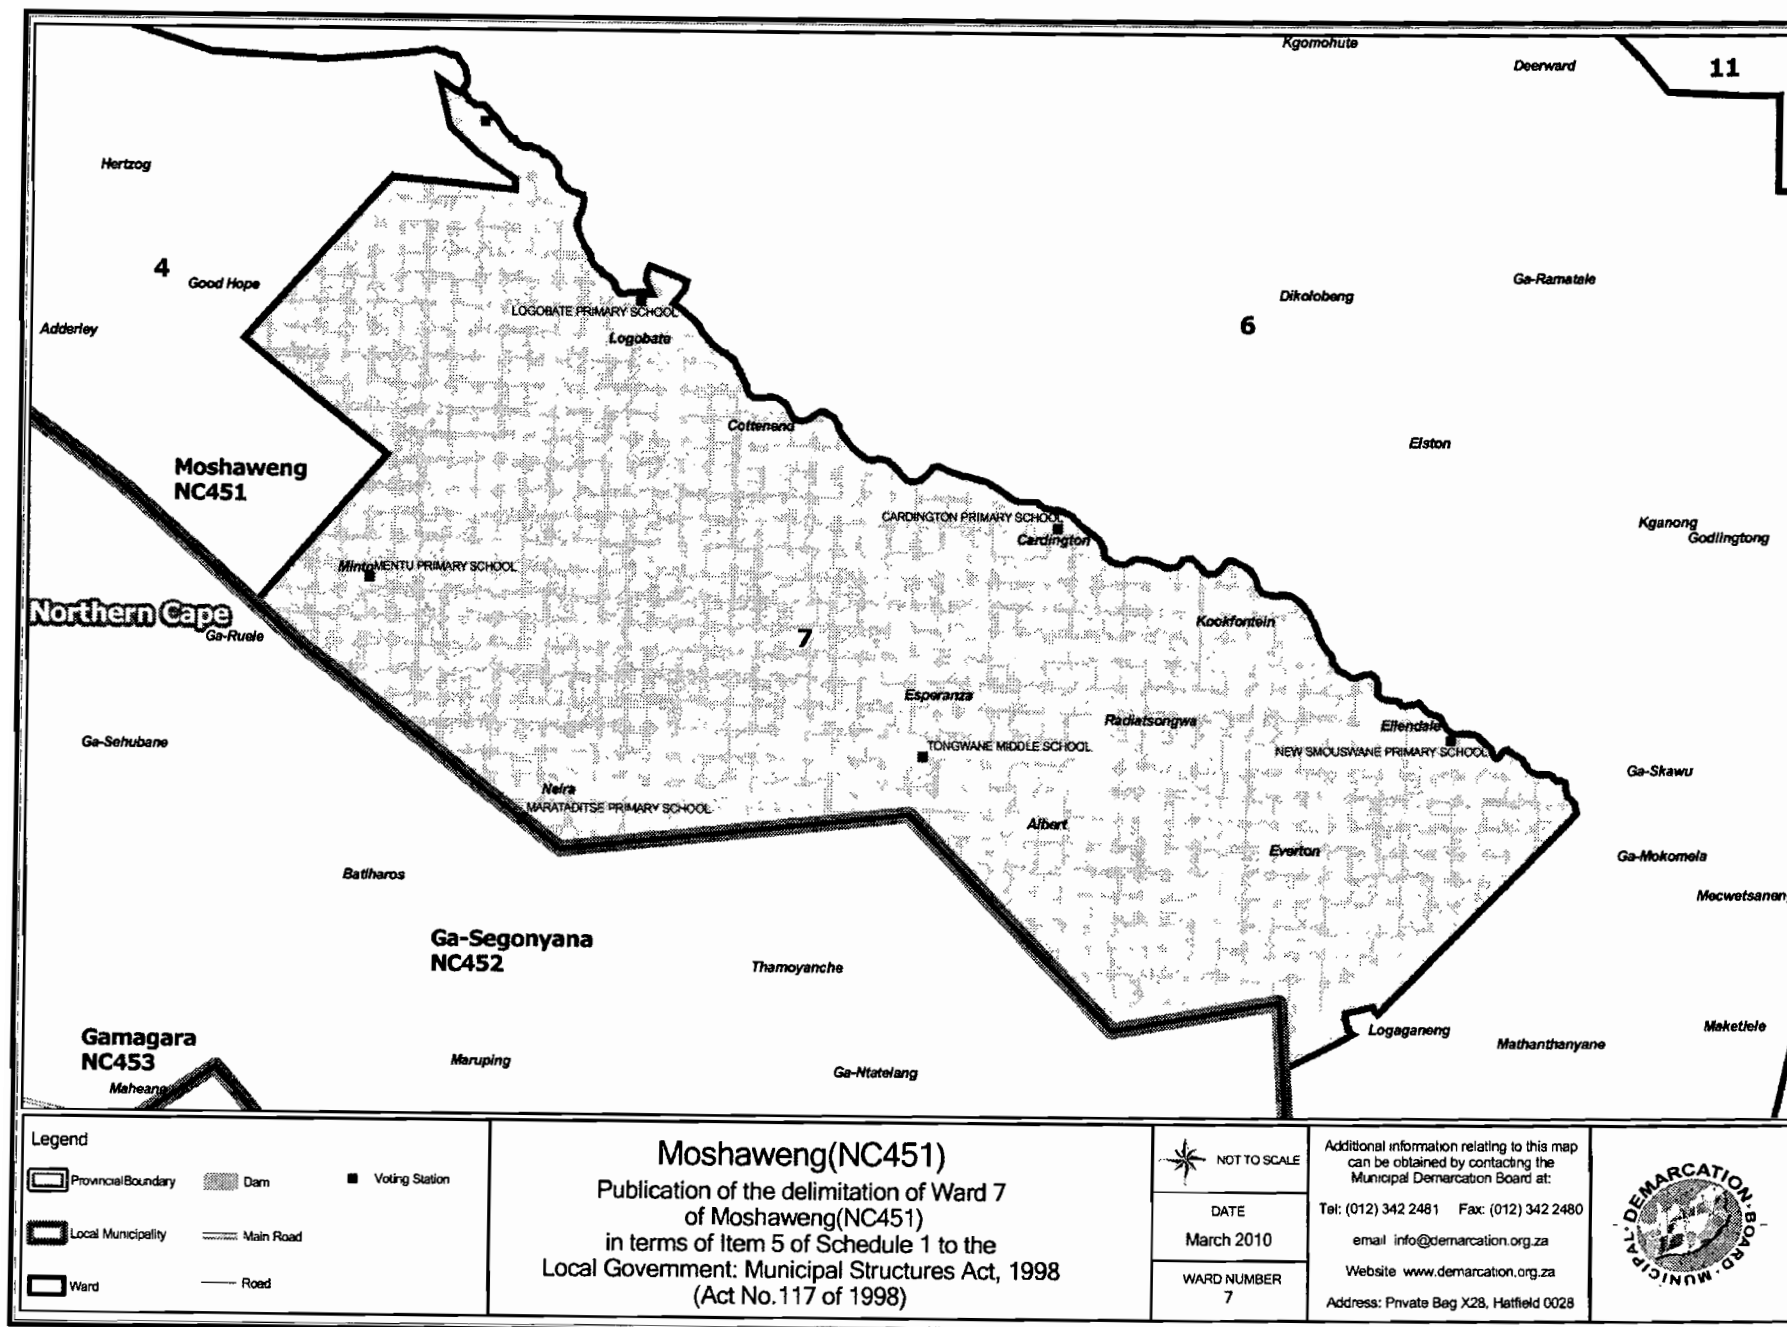 Kgomohute
Deerward
11
Hertzog
4
Good Hope
Ga-Ramatale
Dikolobeng
6
Adderley
LOGOBATE PRIMARY SCHOOL
Logobate
Cottenend
Elston
Moshaweng
NC451
CARDINGTON PRIMARY SCHOOL
Cardington
Kganong
Godlingtong
Minto MENTU PRIMARY SCHOOL
Northern Cape
Ga-Ruele
7
Kookfontein
Esperanza
Radiatsongwa
Ellendale
Ga-Sehubane
TONGWANE MIDDLE SCHOOL
NEW SMOUSWANE PRIMARY SCHOOL
Ga-Skawu
Neira
MARATADITSE PRIMARY SCHOOL
Albert
Everton
Ga-Mokomela
Batlharos
Mecwetsaneng
Ga-Segonyana
NC452
Thamoyanche
Gamagara
NC453
Logaganeng
Mathanthanyane
Maketlele
Maruping
Ga-Ntatelang
Maheang
Legend
Provincial Boundary
Dam
Voting Station
Local Municipality
Main Road
Ward
Road
Moshaweng(NC451)
Publication of the delimitation of Ward 7
of Moshaweng(NC451)
in terms of Item 5 of Schedule 1 to the
Local Government: Municipal Structures Act, 1998
(Act No.117 of 1998)
NOT TO SCALE
DATE
March 2010
WARD NUMBER
7
Additional information relating to this map
can be obtained by contacting the
Municipal Demarcation Board at:
Tel: (012) 342 2481 Fax: (012) 342 2480
email info@demarcation.org.za
Website www.demarcation.org.za
Address: Private Bag X28, Hatfield 0028
MUNICIPAL · DEMARCATION · BOARD